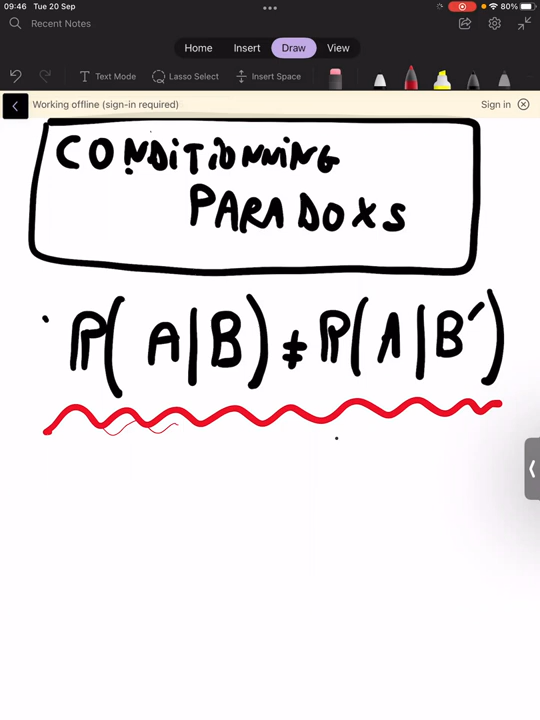 09:46 Tue 20 Sep 80%
Recent Notes
Home Insert Draw View
Text Mode Lasso Select Insert Space
Working offline (sign-in required) Sign in
CONDITIONNING
PARADOXS
P(A|B) ≠ P(A|B′)